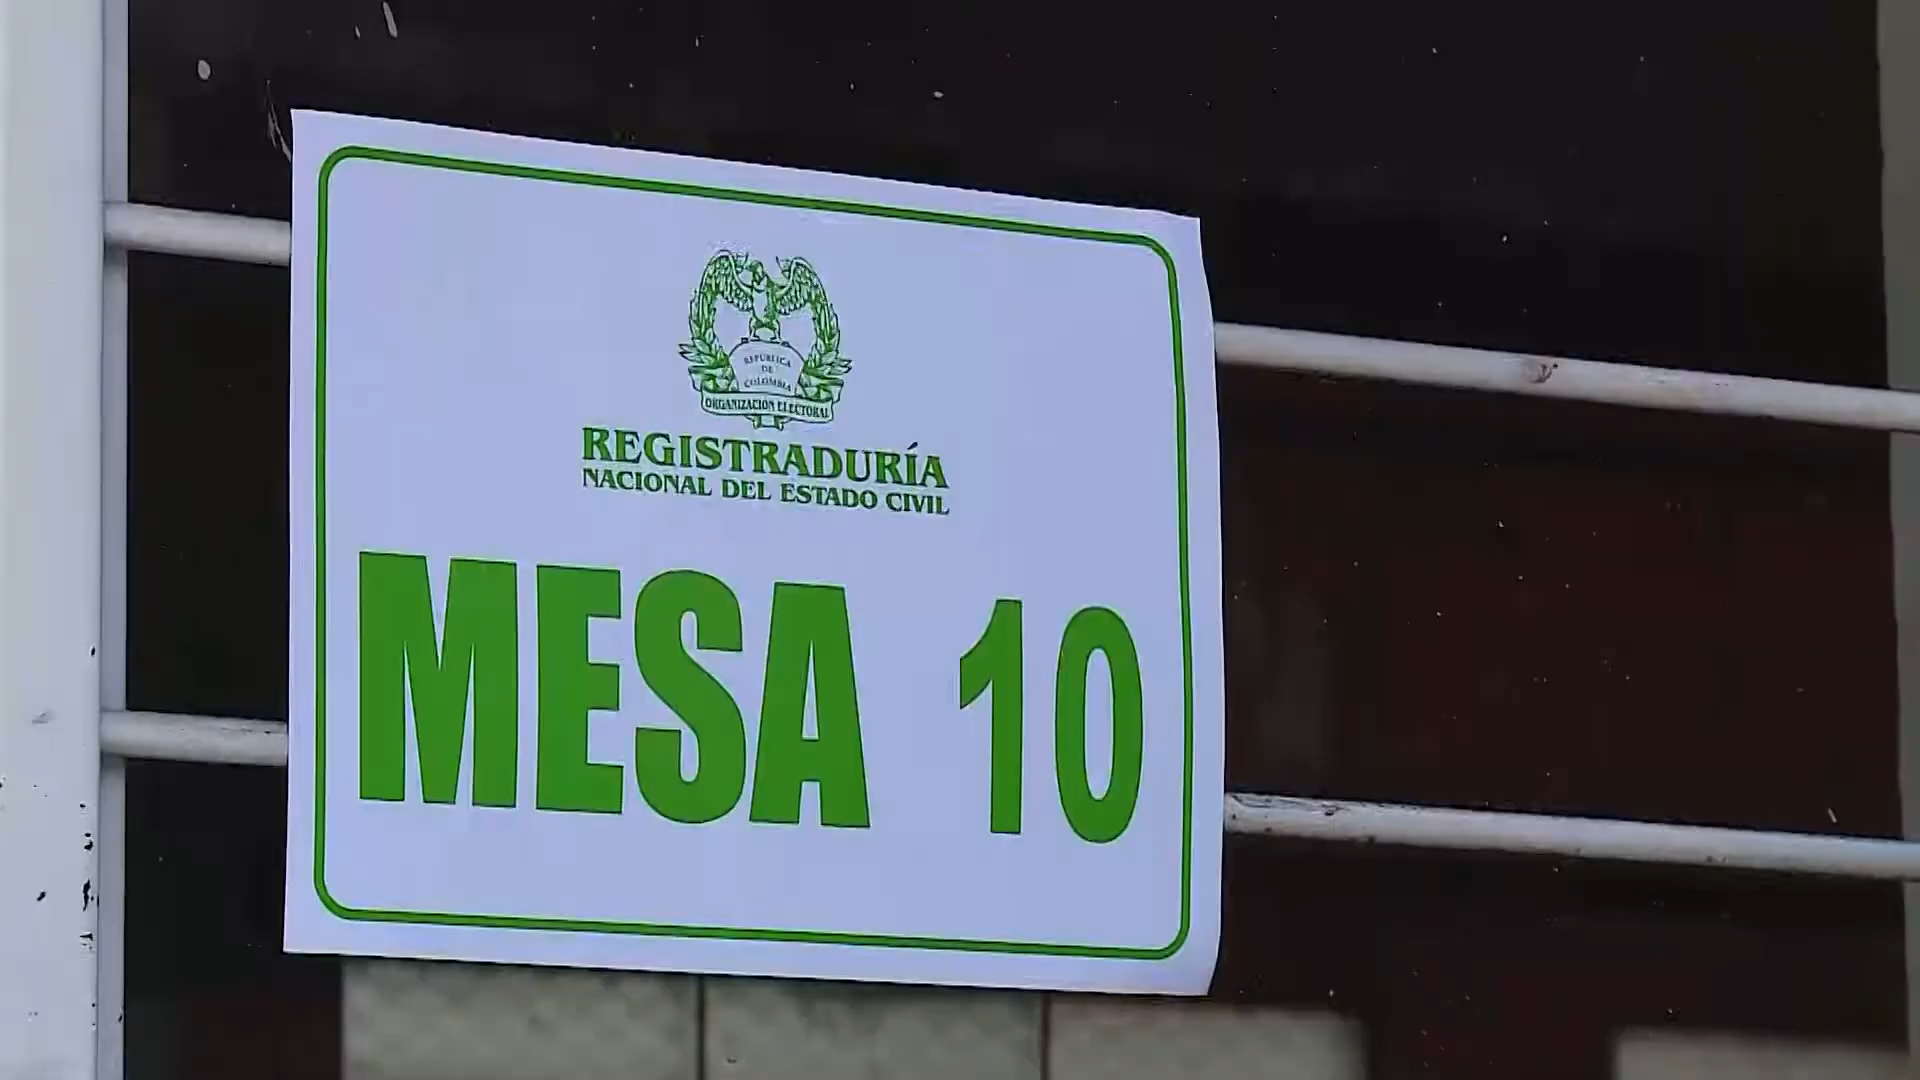 REPÚBLICA
DE
COLOMBIA
ORGANIZACIÓN ELECTORAL
REGISTRADURÍA
NACIONAL DEL ESTADO CIVIL
MESA 10